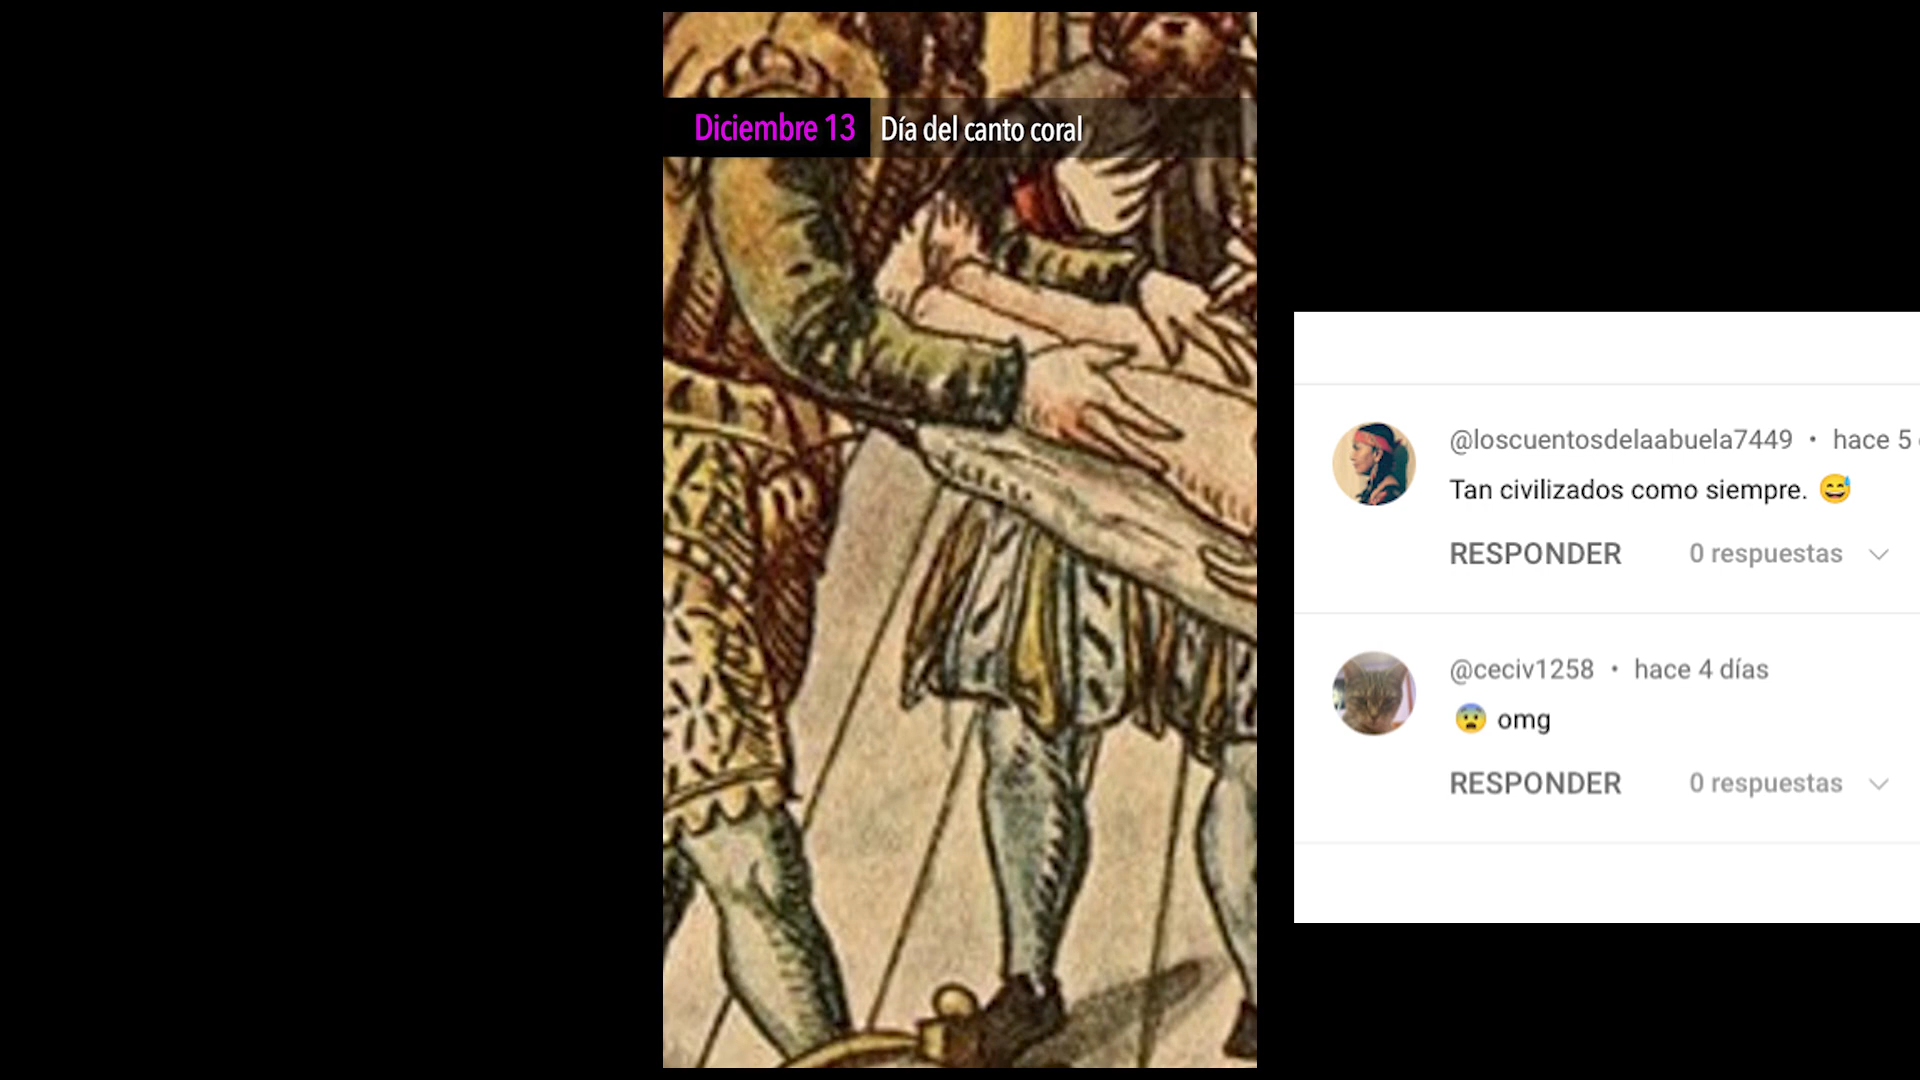 Diciembre 13 Día del canto coral
@loscuentosdelaabuela7449 • hace 5
Tan civilizados como siempre. 😅
RESPONDER 0 respuestas
@ceciv1258 • hace 4 días
😨 omg
RESPONDER 0 respuestas